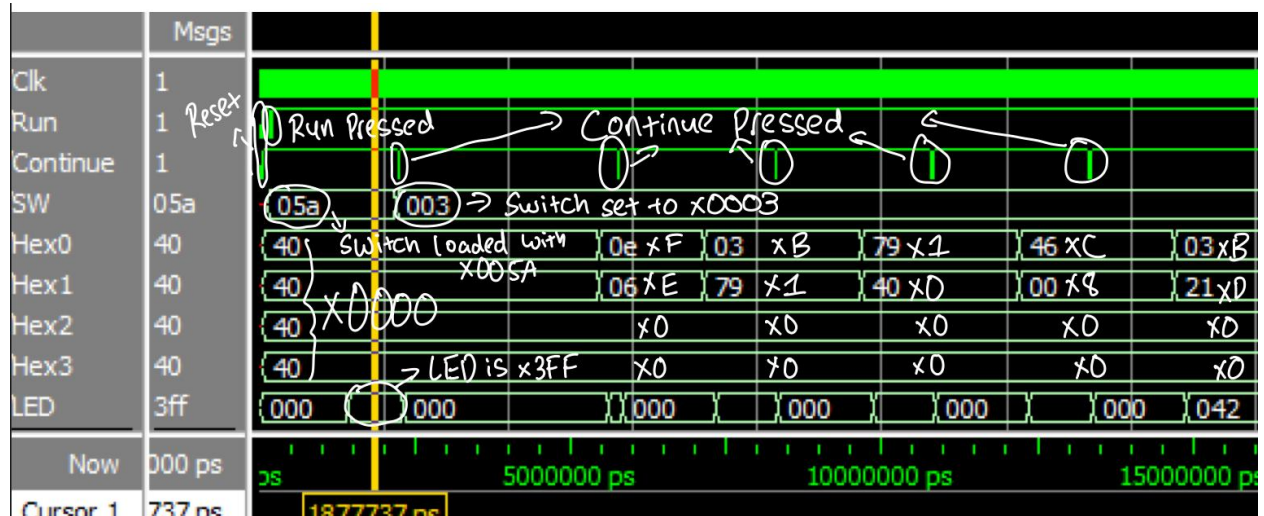 Msgs
Clk 1
Reset
Run 1 Run Pressed → Continue Pressed
Continue 1
SW 05a 05a 003 → Switch set to x0003
Hex0 40 40 Switch loaded with 0e xF 03 xB 79 x1 46 xC 03 xB
x005A
Hex1 40 40 06 xE 79 x1 40 x0 00 x8 21 xD
x0000
Hex2 40 40 x0 x0 x0 x0 x0
Hex3 40 40 → LED is x3FF x0 x0 x0 x0 x0
LED 3ff 000 000 000 000 000 000 042
Now 000 ps ps 5000000 ps 10000000 ps 15000000 ps
Cursor 1 737 ps 1877737 ps